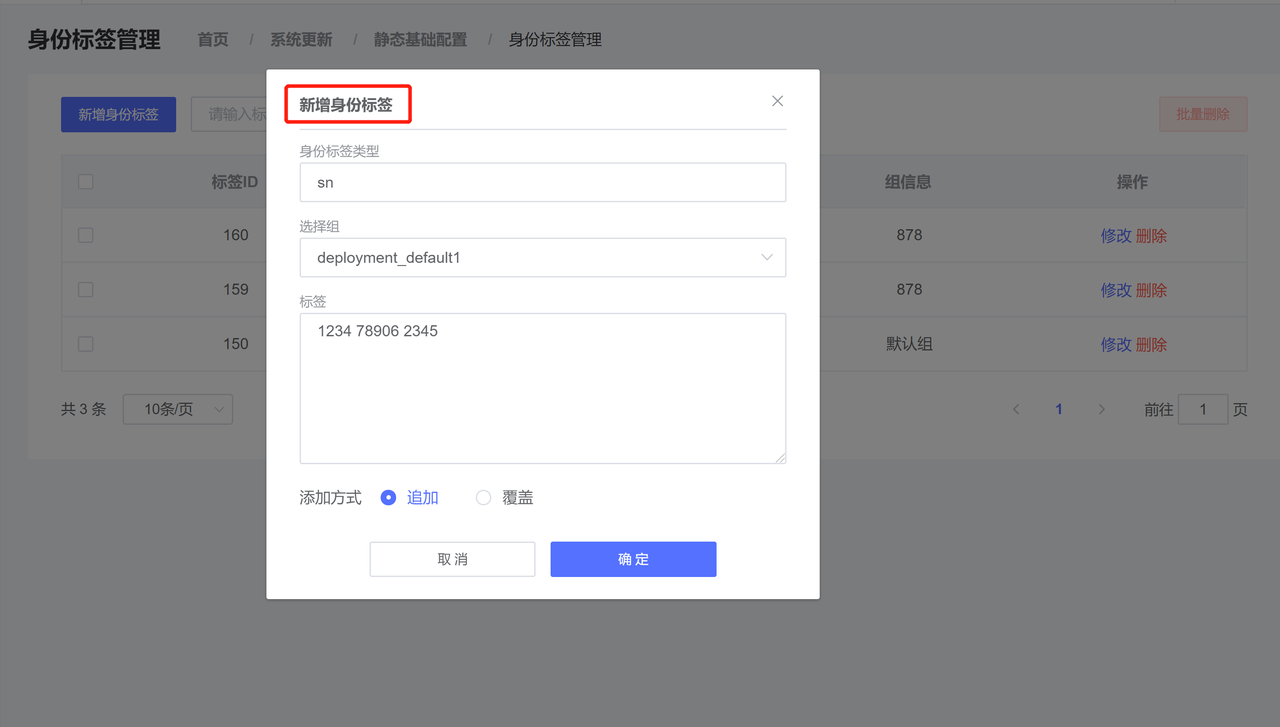 身份标签管理 首页 / 系统更新 / 静态基础配置 / 身份标签管理
新增身份标签 请输入标 批量删除
标签ID 组信息 操作
160 878 修改 删除
159 878 修改 删除
150 默认组 修改 删除
共 3 条 10条/页 1 前往 1 页
新增身份标签
身份标签类型
sn
选择组
deployment_default1
标签
1234 78906 2345
添加方式 追加 覆盖
取 消 确 定